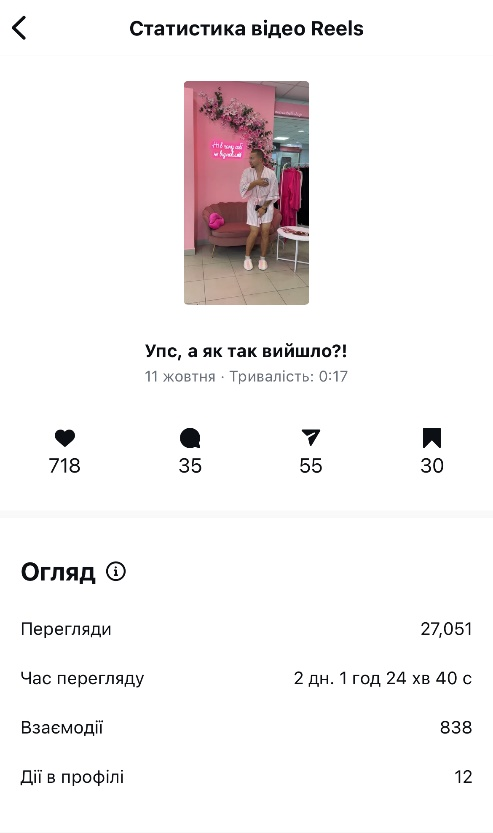 Статистика відео Reels
Упс, а як так вийшло?!
11 жовтня · Тривалість: 0:17
718
35
55
30
Огляд
Перегляди 27,051
Час перегляду 2 дн. 1 год 24 хв 40 с
Взаємодії 838
Дії в профілі 12